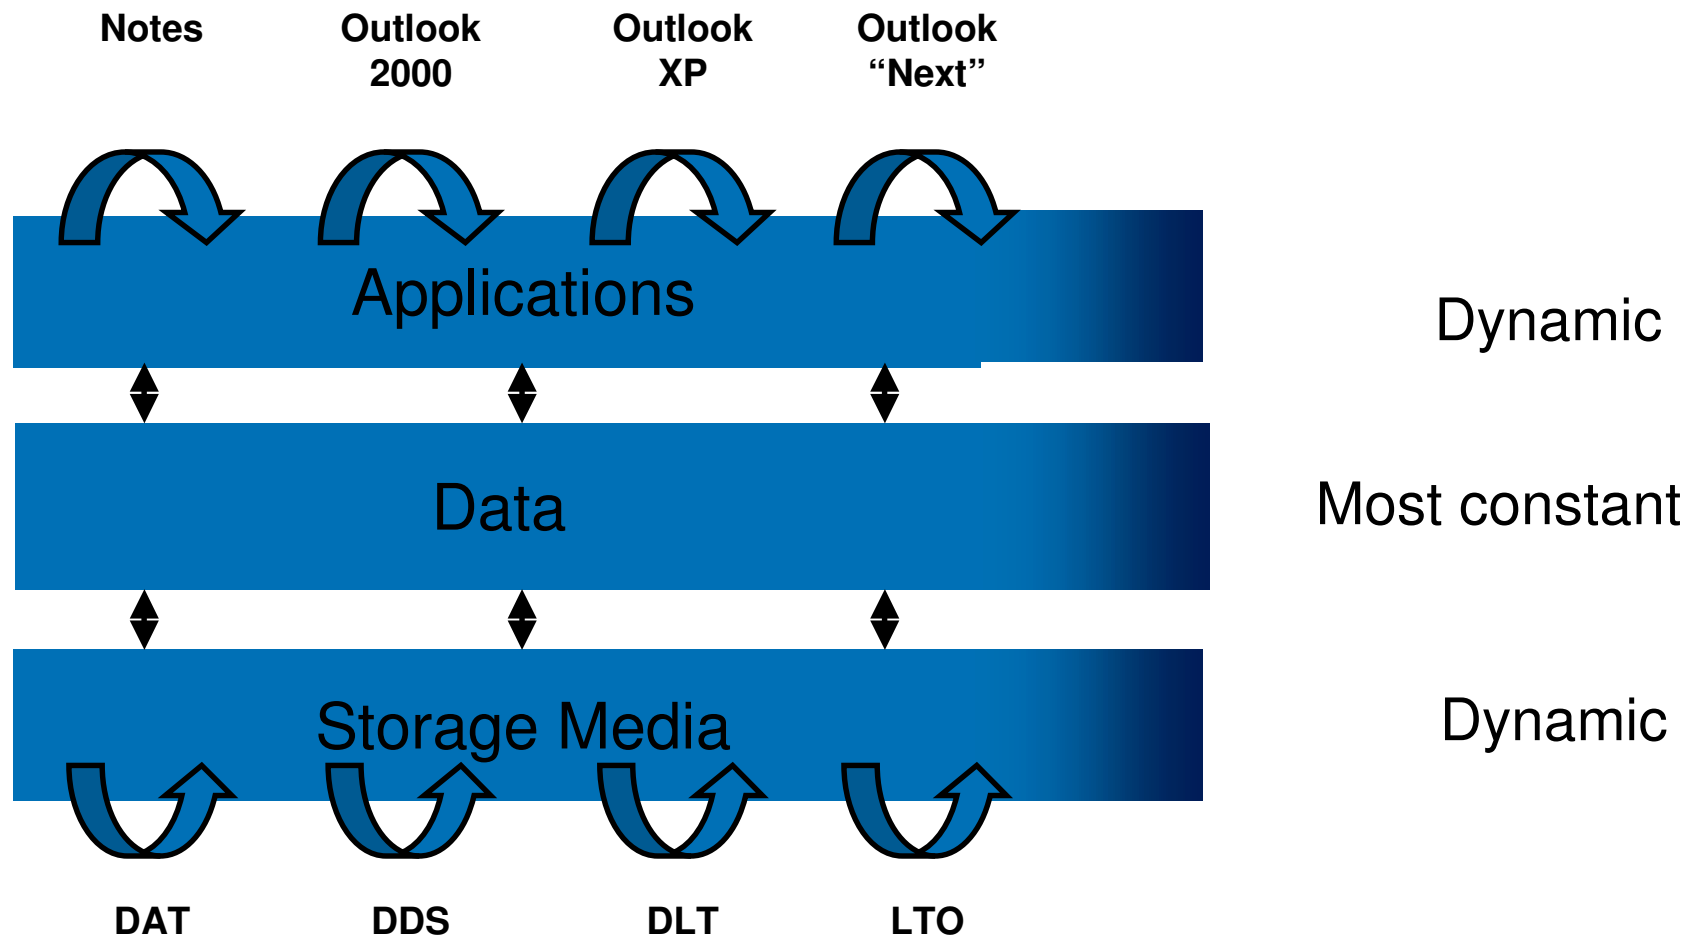 Notes
Outlook
2000
Outlook
XP
Outlook
“Next”
Applications
Dynamic
Data
Most constant
Storage Media
Dynamic
DAT
DDS
DLT
LTO